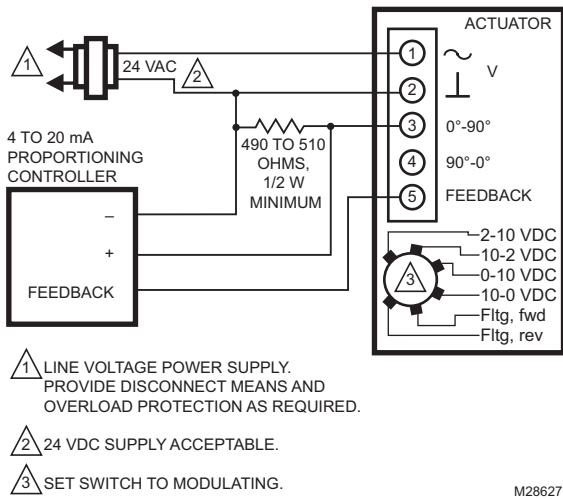 ACTUATOR
1
24 VAC
2
1
V
2
3
0°-90°
4 TO 20 mA
PROPORTIONING
CONTROLLER
490 TO 510
OHMS,
1/2 W
MINIMUM
4
90°-0°
5
FEEDBACK
–
+
FEEDBACK
2-10 VDC
10-2 VDC
0-10 VDC
10-0 VDC
Fltg, fwd
Fltg, rev
3
1 LINE VOLTAGE POWER SUPPLY.
PROVIDE DISCONNECT MEANS AND
OVERLOAD PROTECTION AS REQUIRED.
2 24 VDC SUPPLY ACCEPTABLE.
3 SET SWITCH TO MODULATING.
M28627